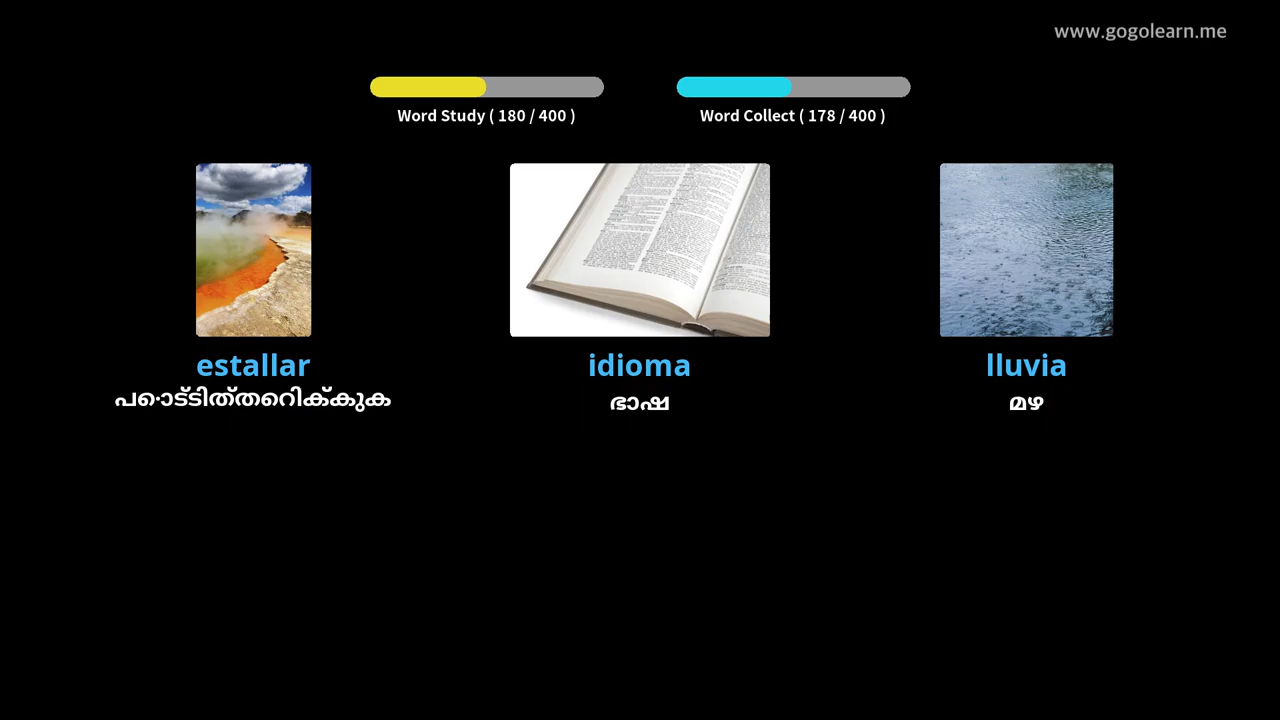 www.gogolearn.me
Word Study ( 180 / 400 )
Word Collect ( 178 / 400 )
estallar
പൊട്ടിത്തെറിക്കുക
idioma
ഭാഷ
lluvia
മഴ